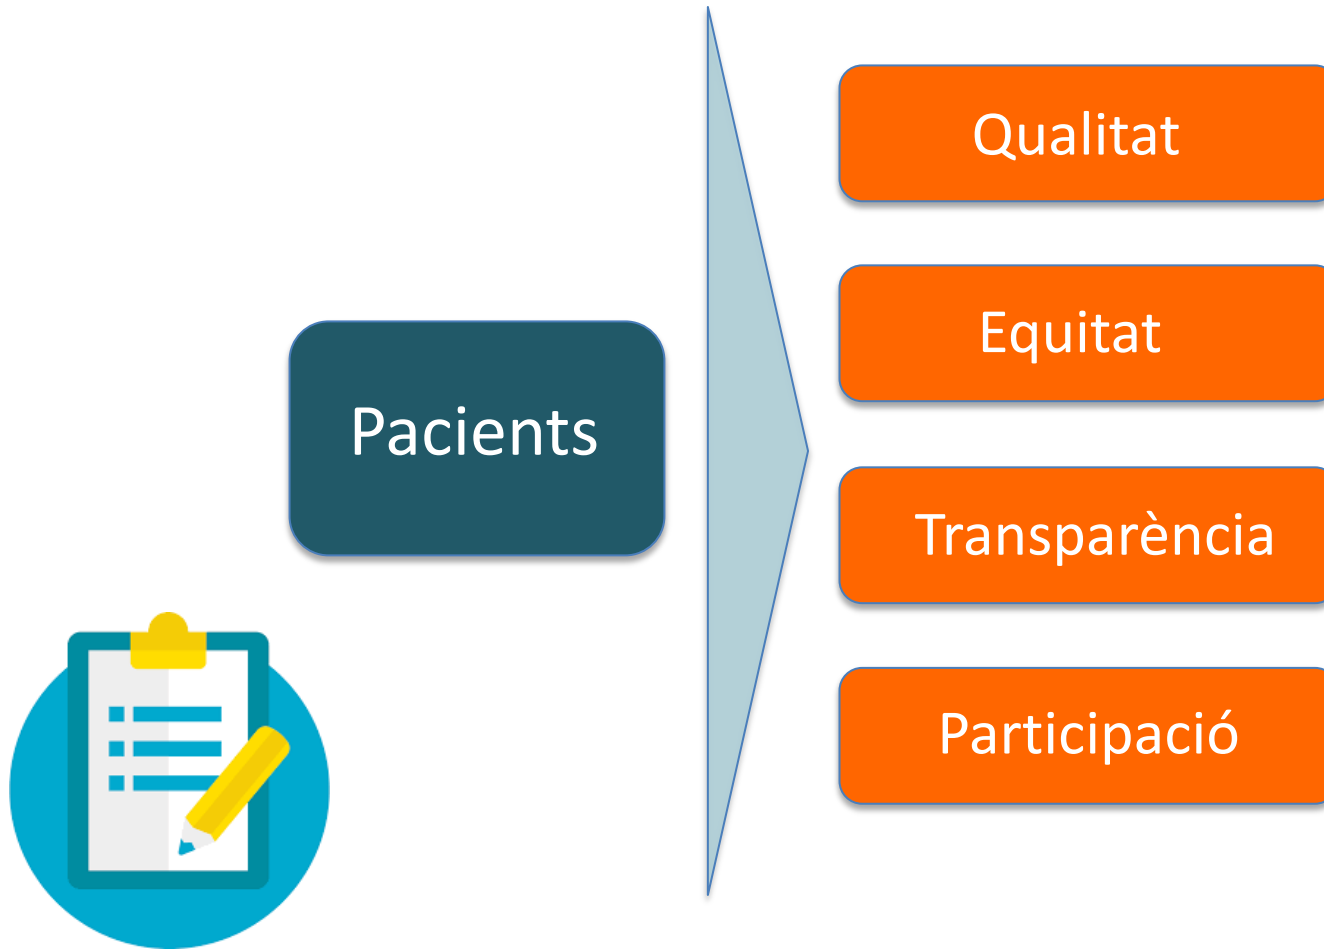 Pacients
Qualitat
Equitat
Transparència
Participació